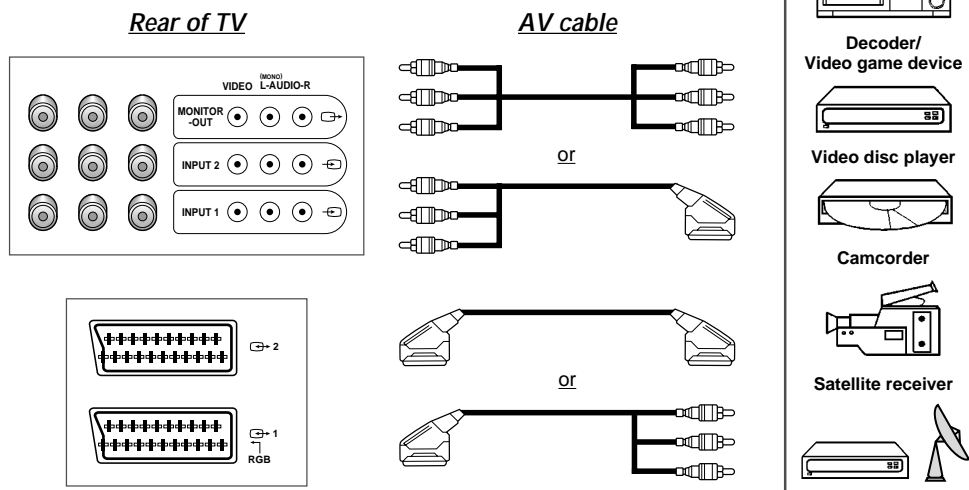 Rear of TV
VIDEO
(MONO)
L-AUDIO-R
MONITOR
-OUT
INPUT 2
INPUT 1
2
1
RGB
AV cable
or
or
Decoder/
Video game device
Video disc player
Camcorder
Satellite receiver